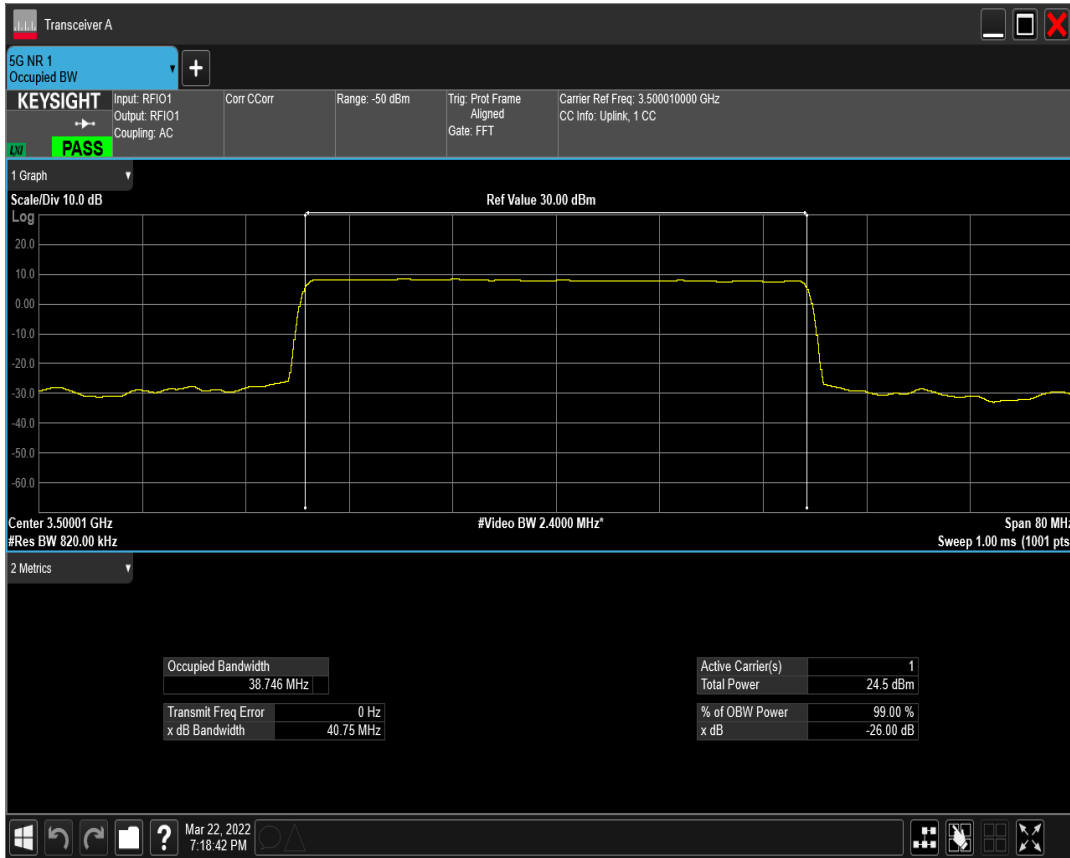 Transceiver A
5G NR 1
Occupied BW
KEYSIGHT
LXI
PASS
Input: RFIO1
Output: RFIO1
Coupling: AC
Corr CCorr
Range: -50 dBm
Trig: Prot Frame
Aligned
Gate: FFT
Carrier Ref Freq: 3.500010000 GHz
CC Info: Uplink, 1 CC
1 Graph
Scale/Div 10.0 dB
Ref Value 30.00 dBm
Log
20.0
10.0
0.00
-10.0
-20.0
-30.0
-40.0
-50.0
-60.0
Center 3.50001 GHz
#Video BW 2.4000 MHz*
Span 80 MHz
#Res BW 820.00 kHz
Sweep 1.00 ms (1001 pts
2 Metrics
Occupied Bandwidth
38.746 MHz
Transmit Freq Error 0 Hz
x dB Bandwidth 40.75 MHz
Active Carrier(s) 1
Total Power 24.5 dBm
% of OBW Power 99.00 %
x dB -26.00 dB
?
Mar 22, 2022
7:18:42 PM